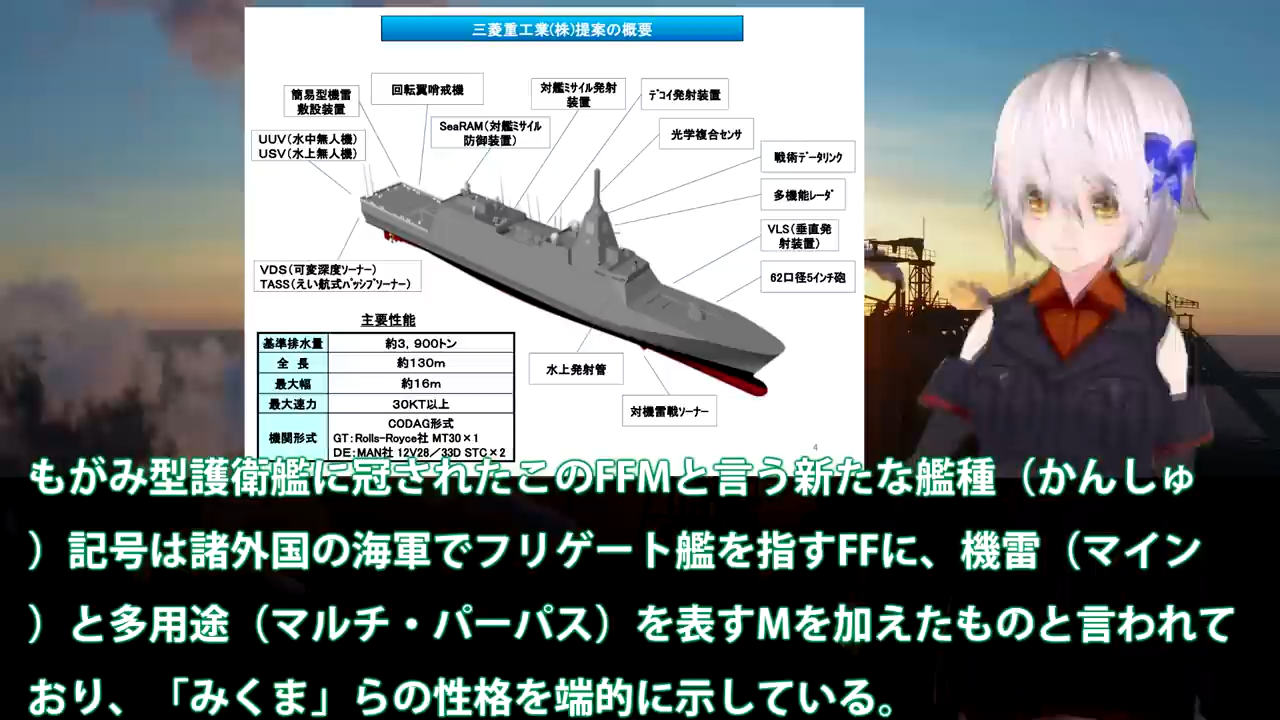 三菱重工業(株)提案の概要
簡易型機雷
敷設装置
回転翼哨戒機
対艦ミサイル発射
装置
デコイ発射装置
UUV(水中無人機)
USV(水上無人機)
SeaRAM(対艦ミサイル
防御装置)
光学複合センサ
戦術データリンク
多機能レーダ
VLS(垂直発
射装置)
62口径5インチ砲
VDS(可変深度ソーナー)
TASS(えい航式パッシブソーナー)
水上発射管
対機雷戦ソーナー
主要性能
基準排水量 約3,900トン
全 長 約130m
最大幅 約16m
最大速力 30KT以上
機関形式 CODAG形式
GT:Rolls-Royce社 MT30×1
DE:MAN社 12V28/33D STC×2
4
もがみ型護衛艦に冠されたこのFFMと言う新たな艦種（かんしゅ
）記号は諸外国の海軍でフリゲート艦を指すFFに、機雷（マイン
）と多用途（マルチ・パーパス）を表すMを加えたものと言われて
おり、「みくま」らの性格を端的に示している。